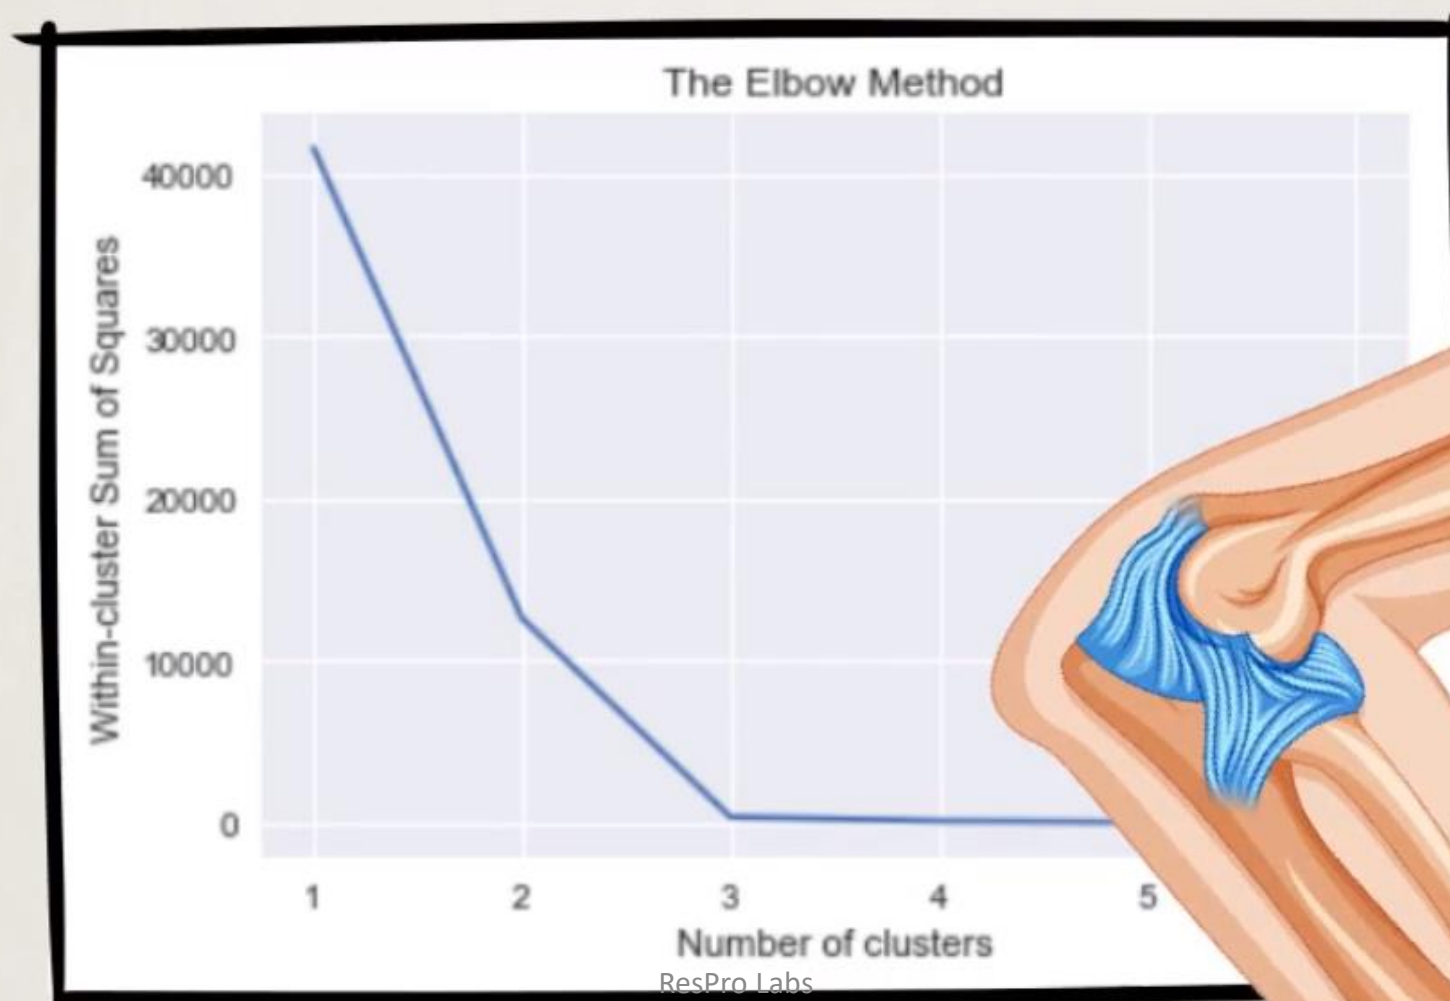 The Elbow Method
Within-cluster Sum of Squares
40000
30000
20000
10000
0
1 2 3 4 5
Number of clusters
ResPro Labs